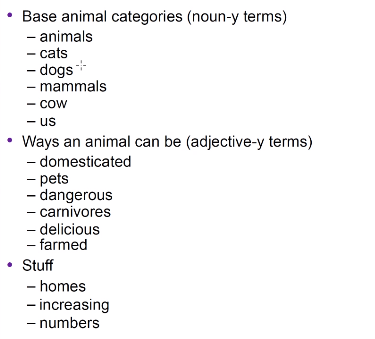 • Base animal categories (noun-y terms)
– animals
– cats
– dogs
– mammals
– cow
– us
• Ways an animal can be (adjective-y terms)
– domesticated
– pets
– dangerous
– carnivores
– delicious
– farmed
• Stuff
– homes
– increasing
– numbers